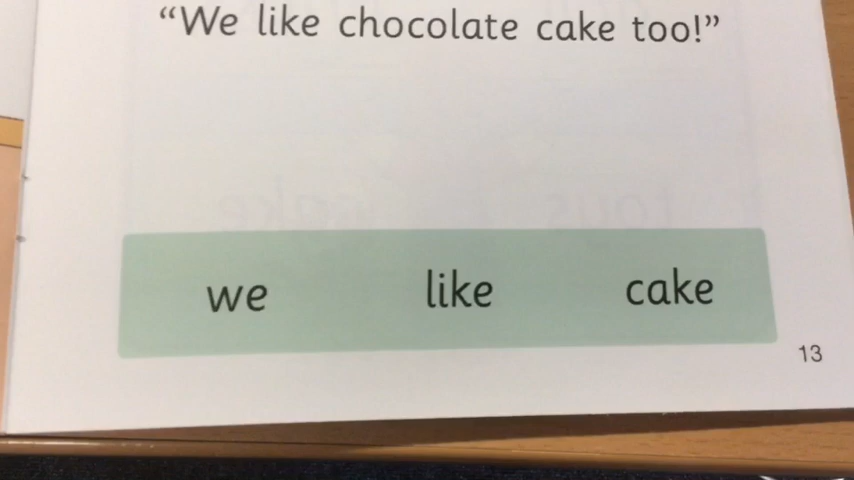 “We like chocolate cake too!”
we like cake
13